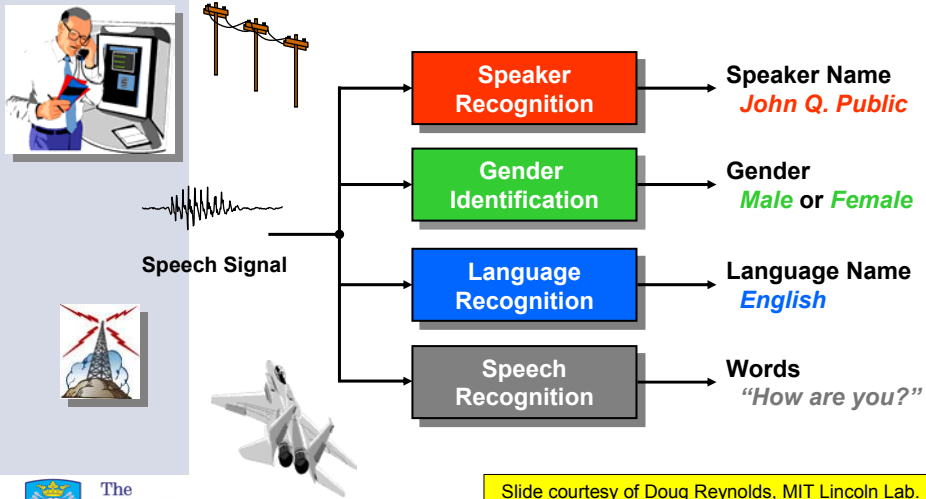 Speaker
Recognition
Speaker Name
John Q. Public
Gender
Identification
Gender
Male or Female
Speech Signal
Language
Recognition
Language Name
English
Speech
Recognition
Words
“How are you?”
The
Slide courtesy of Doug Reynolds, MIT Lincoln Lab.